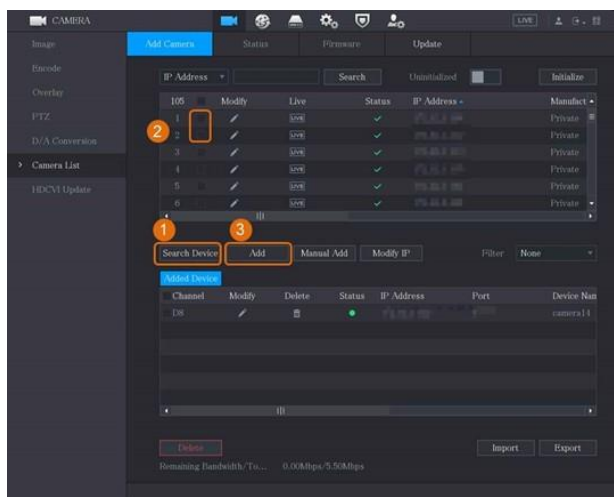 CAMERA
LIVE
Image
Encode
Overlay
PTZ
D/A Conversion
Camera List
HDCVI Update
Add Camera Status Firmware Update
IP Address Search Uninitialized Initialize
105 Modify Live Status IP Address Manufact
1 LIVE Private
2 2 LIVE Private
3 LIVE Private
4 LIVE Private
5 LIVE Private
6 LIVE Private
1 3
Search Device Add Manual Add Modify IP Filter None
Added Device
Channel Modify Delete Status IP Address Port Device Nam
D8 camera14
Delete Import Export
Remaining Bandwidth/To... 0.00Mbps/5.50Mbps